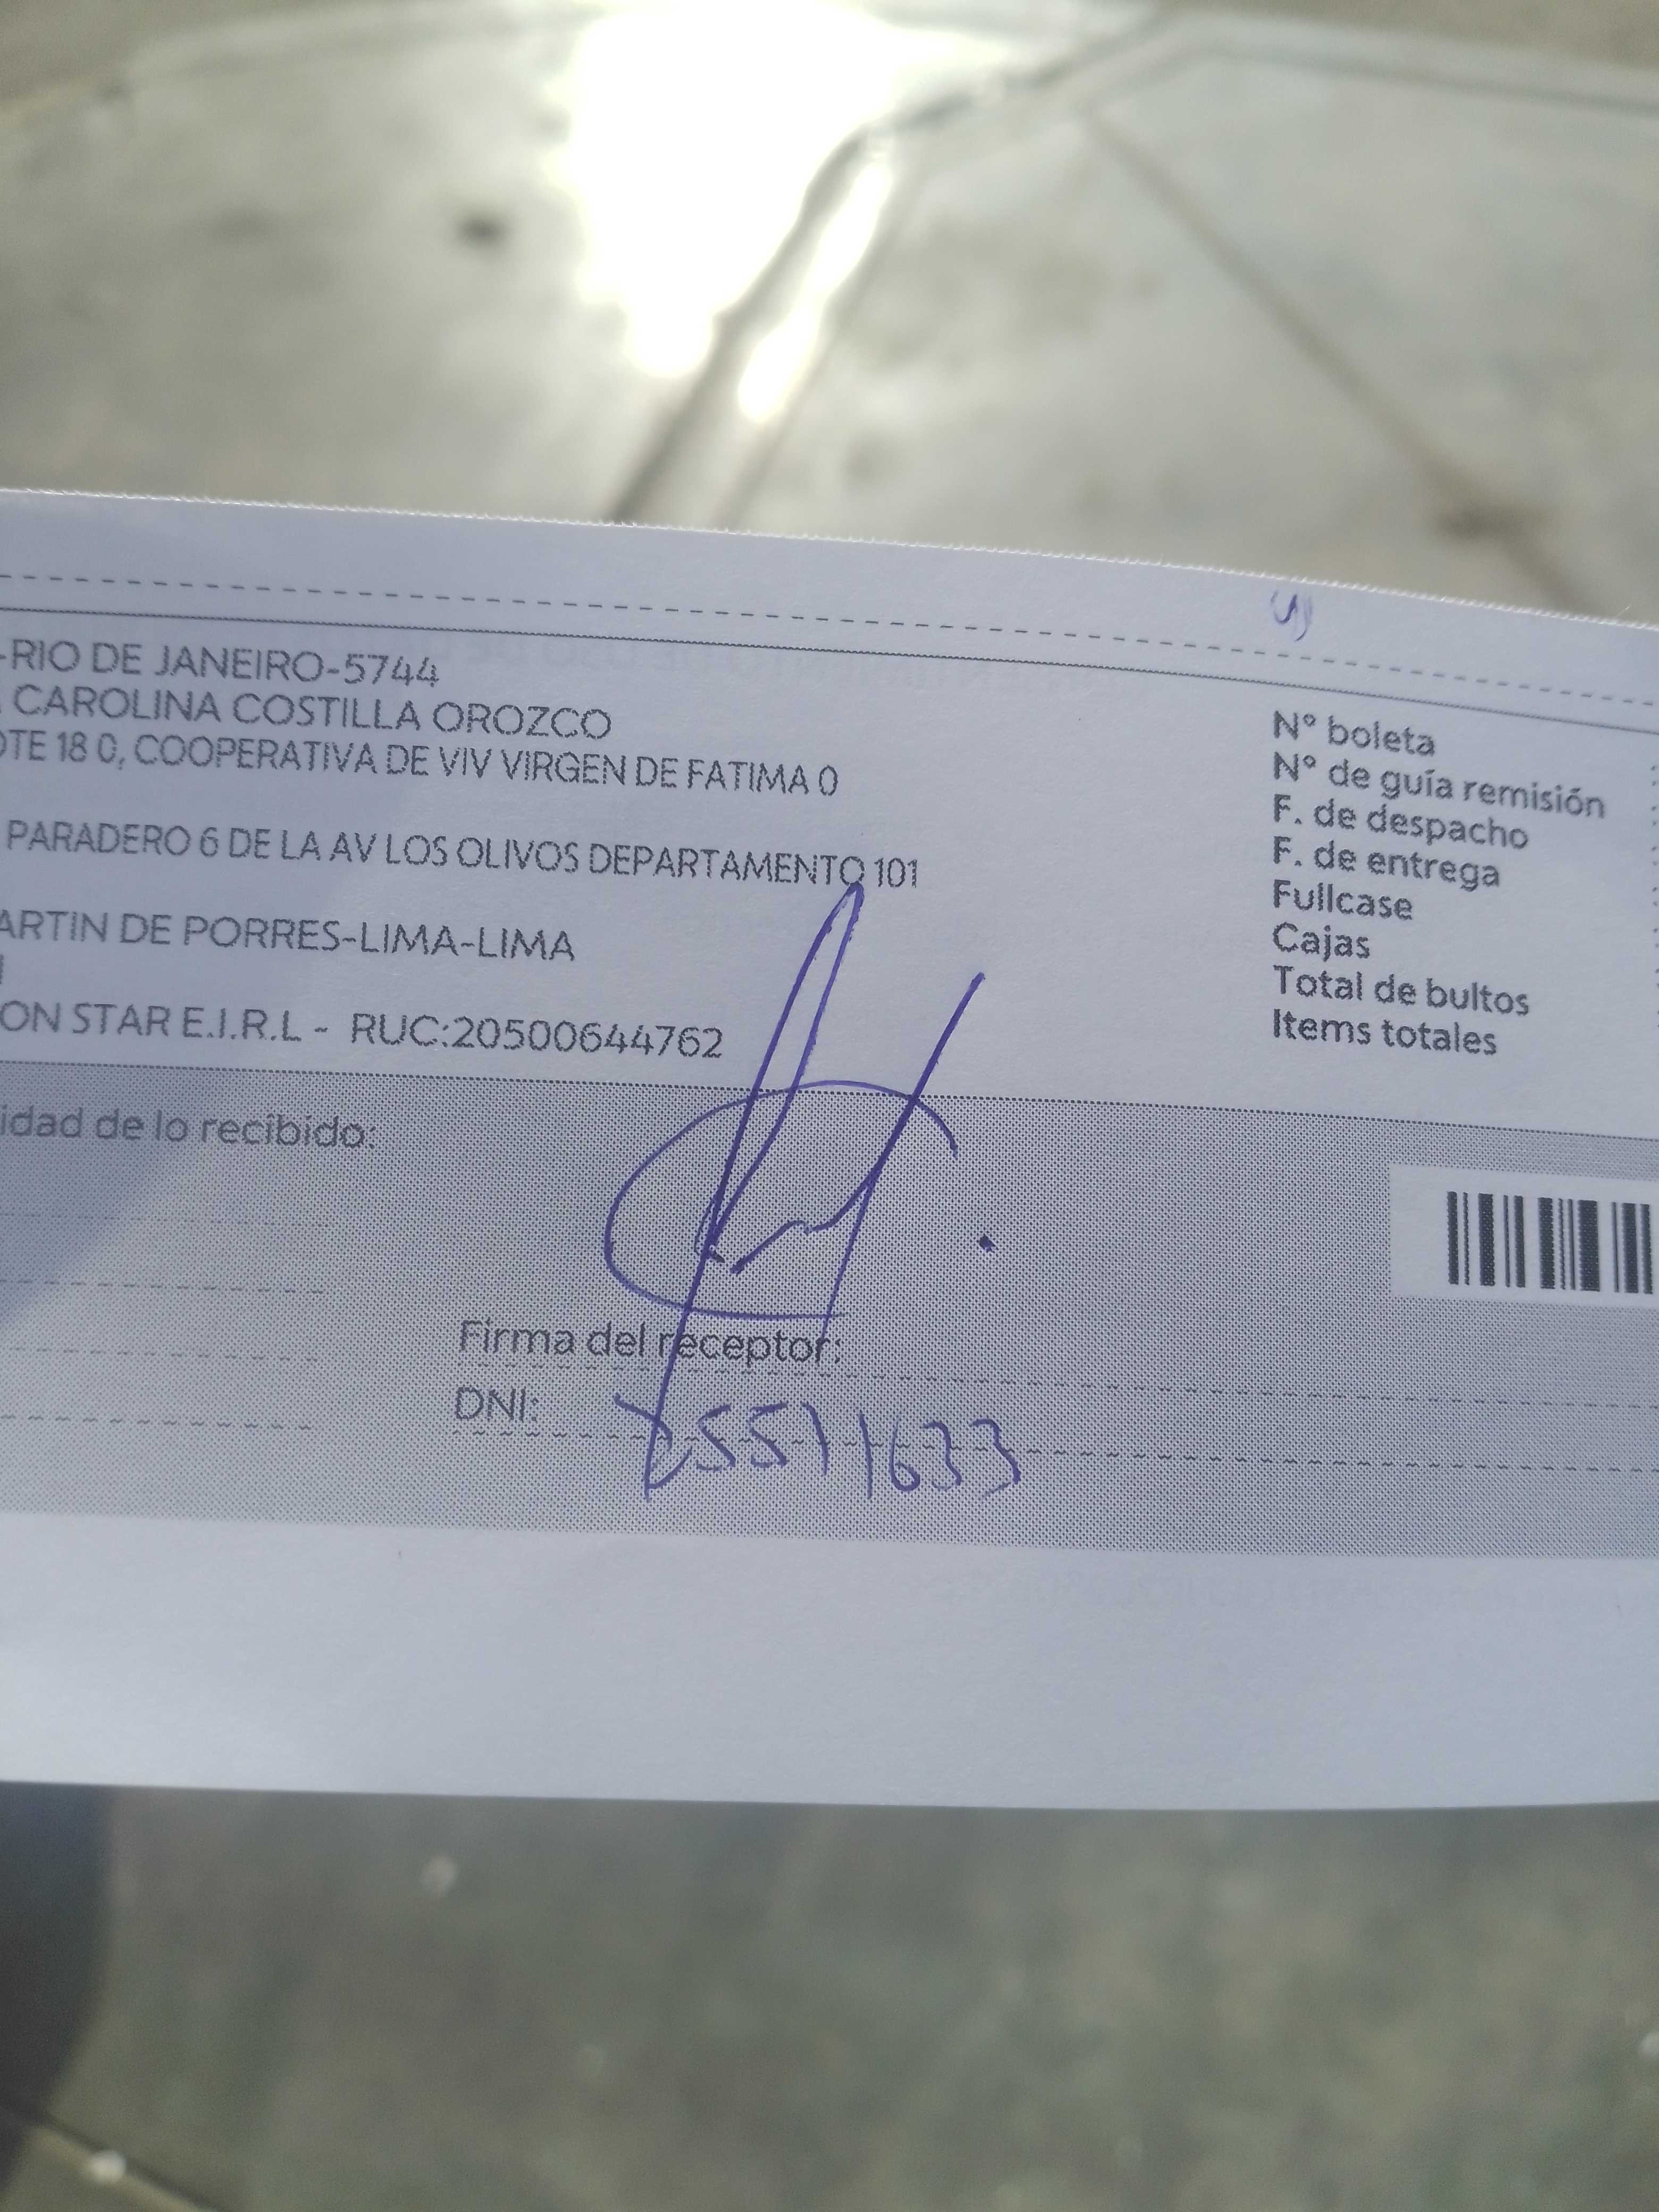 -RIO DE JANEIRO-5744
CAROLINA COSTILLA OROZCO
OTE 18 0, COOPERATIVA DE VIV VIRGEN DE FATIMA 0
PARADERO 6 DE LA AV LOS OLIVOS DEPARTAMENTO 101
ARTIN DE PORRES-LIMA-LIMA
ON STAR E.I.R.L - RUC:20500644762
N° boleta
N° de guía remisión
F. de despacho
F. de entrega
Fullcase
Cajas
Total de bultos
Items totales
idad de lo recibido:
Firma del receptor:
DNI: 25571633